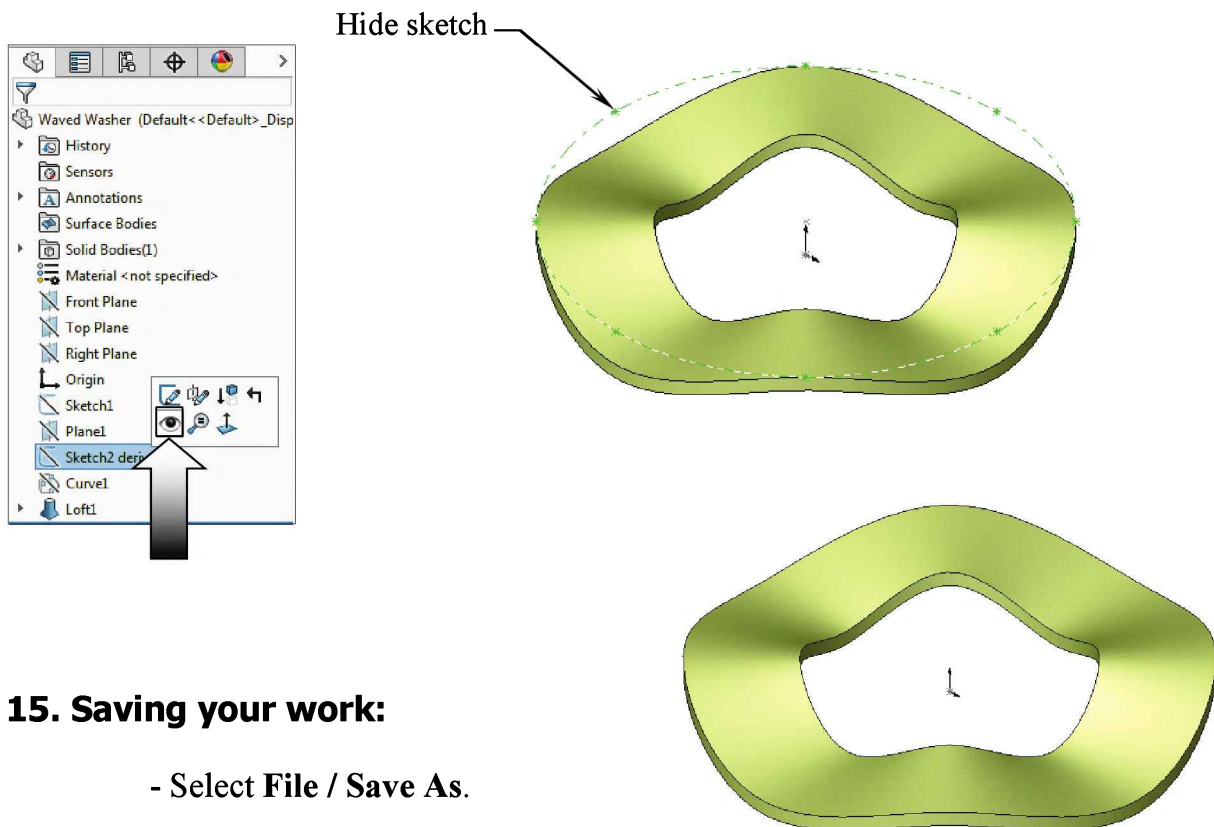 Hide sketch
Waved Washer (Default<<Default>_Disp
History
Sensors
Annotations
Surface Bodies
Solid Bodies(1)
Material <not specified>
Front Plane
Top Plane
Right Plane
Origin
Sketch1
Plane1
Sketch2 deri
Curve1
Loft1
15. Saving your work:
- Select File / Save As.